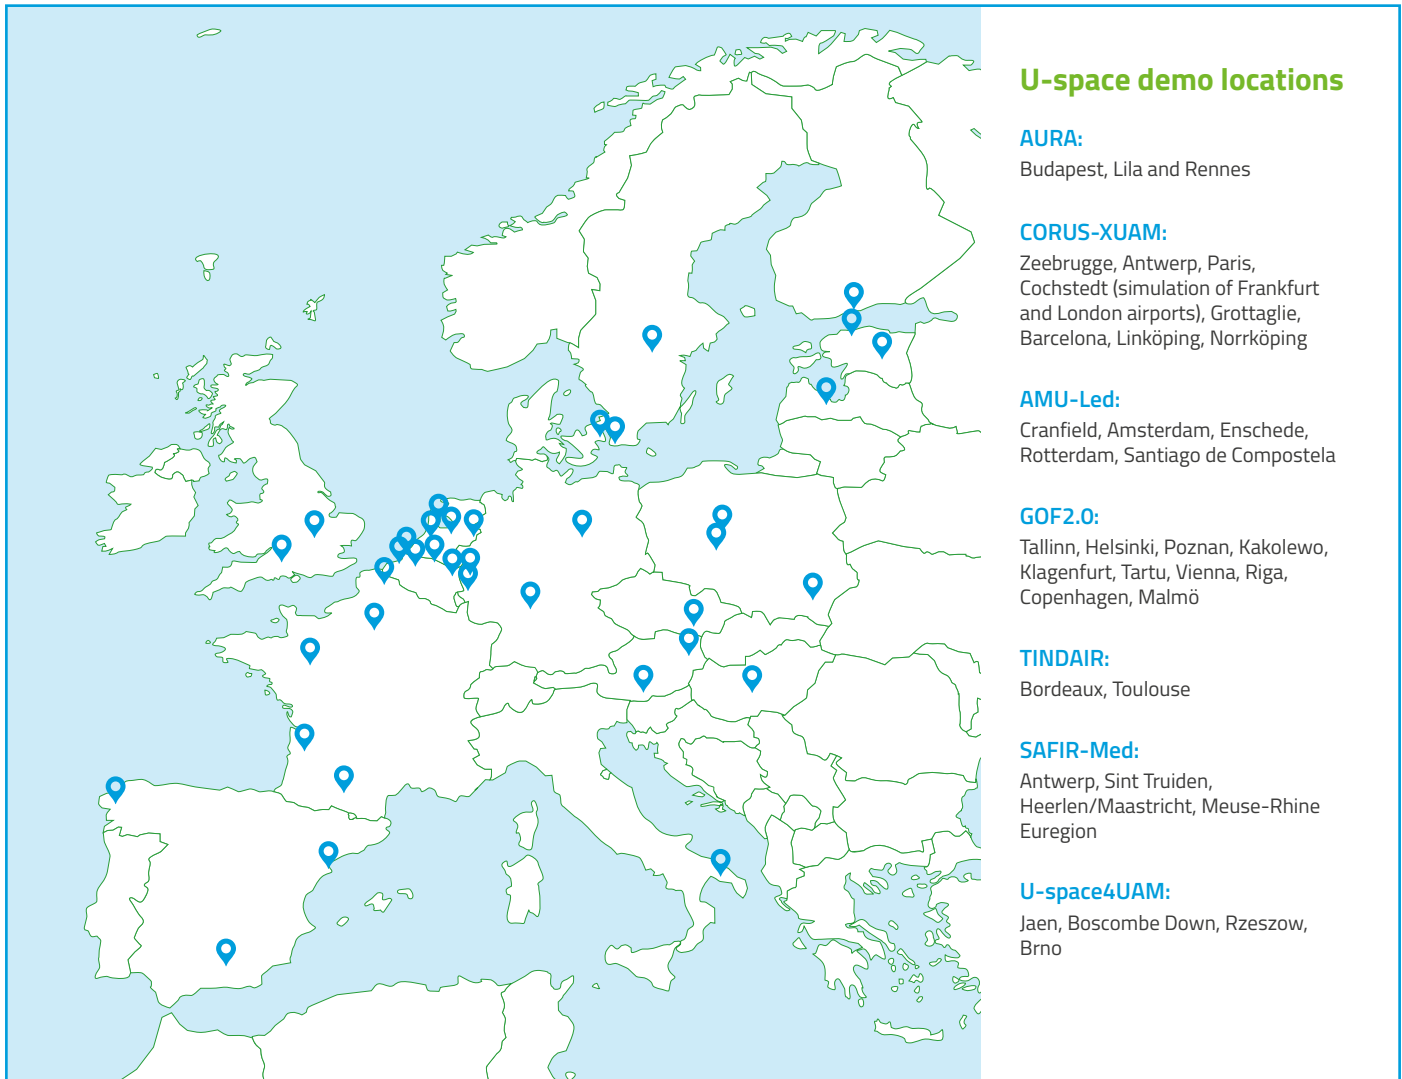 U-space demo locations
AURA:
Budapest, Lila and Rennes
CORUS-XUAM:
Zeebrugge, Antwerp, Paris,
Cochstedt (simulation of Frankfurt
and London airports), Grottaglie,
Barcelona, Linköping, Norrköping
AMU-Led:
Cranfield, Amsterdam, Enschede,
Rotterdam, Santiago de Compostela
GOF2.0:
Tallinn, Helsinki, Poznan, Kakolewo,
Klagenfurt, Tartu, Vienna, Riga,
Copenhagen, Malmö
TINDAIR:
Bordeaux, Toulouse
SAFIR-Med:
Antwerp, Sint Truiden,
Heerlen/Maastricht, Meuse-Rhine
Euregion
U-space4UAM:
Jaen, Boscombe Down, Rzeszow,
Brno